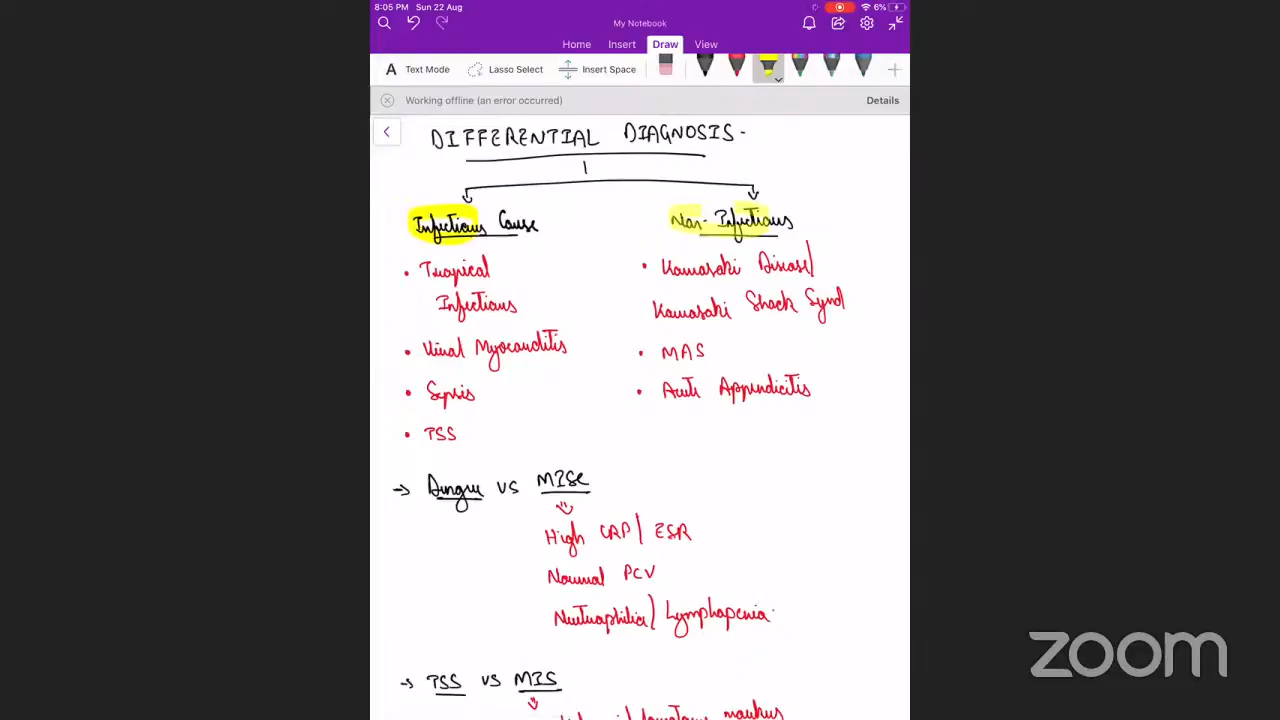 8:05 PM Sun 22 Aug
6%
My Notebook
Home Insert Draw View
A Text Mode Lasso Select Insert Space
Working offline (an error occurred) Details
DIFFERENTIAL DIAGNOSIS-
Infectious Cause
Non-Infectious
• Tropical
Infections
• Viral Myocarditis
• Sepsis
• TSS
• Kawasaki Disease/
Kawasaki Shock Synd
• MAS
• Acute Appendicitis
→ Dengue VS MISC
High CRP/ESR
Normal PCV
Neutrophilia/Lymphopenia
→ TSS VS MIS
markers
zoom